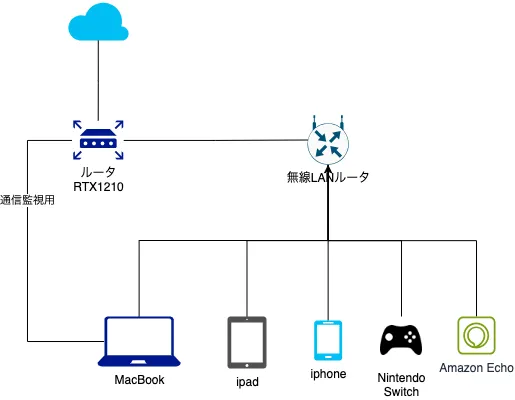 ルータ
RTX1210
無線LANルータ
通信監視用
MacBook
ipad
iphone
Nintendo
Switch
Amazon Echo